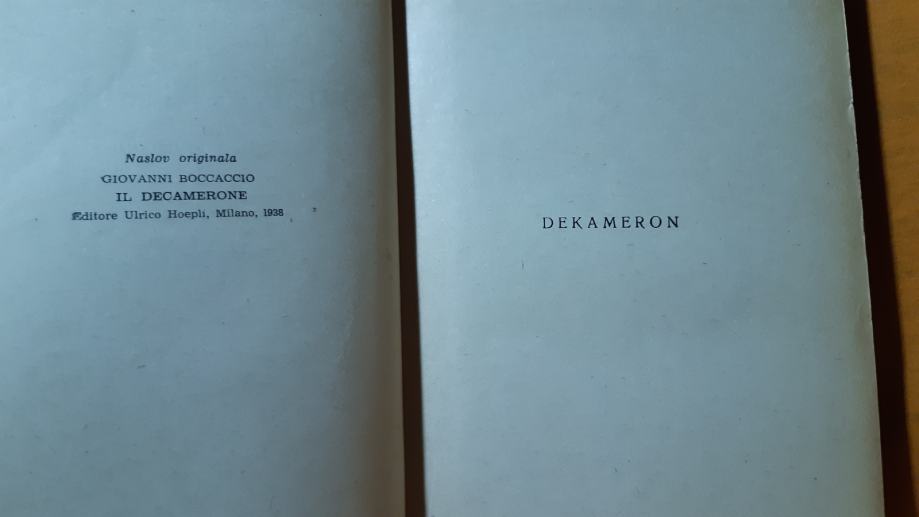 Naslov originala
GIOVANNI BOCCACCIO
IL DECAMERONE
Editore Ulrico Hoepli, Milano, 1938
DEKAMERON